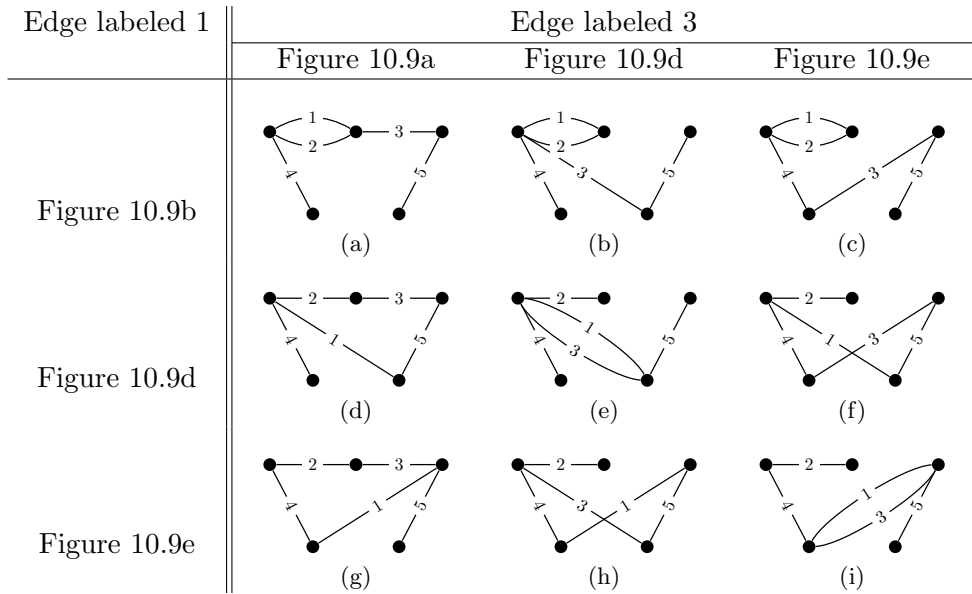 Edge labeled 1 Edge labeled 3
Figure 10.9a Figure 10.9d Figure 10.9e
Figure 10.9b
1 2 3 4 5
(a)
1 2 3 4 5
(b)
1 2 3 4 5
(c)
Figure 10.9d
2 3 1 4 5
(d)
2 1 3 4 5
(e)
2 1 3 4 5
(f)
Figure 10.9e
2 3 1 4 5
(g)
2 3 1 4 5
(h)
2 1 3 4 5
(i)